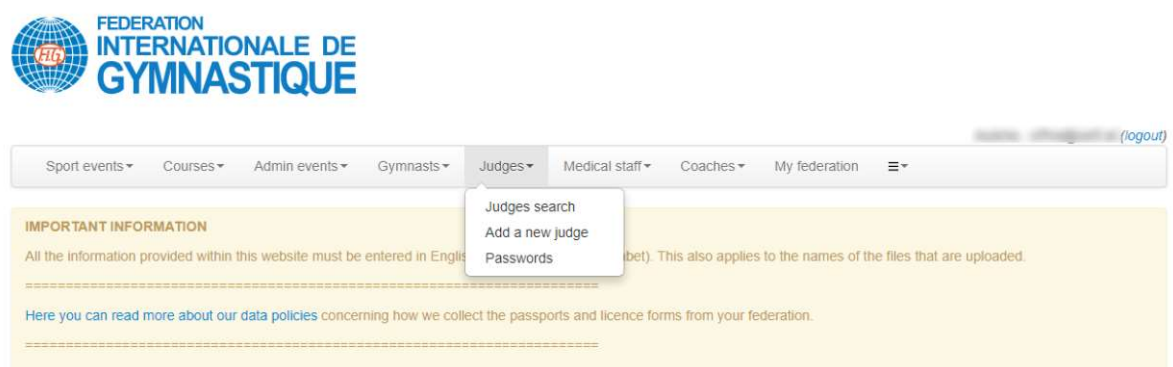 FEDERATION
INTERNATIONALE DE
GYMNASTIQUE
FIG
(logout)
Sport events Courses Admin events Gymnasts Judges Medical staff Coaches My federation
Judges search
Add a new judge
Passwords
IMPORTANT INFORMATION
All the information provided within this website must be entered in Englis bet). This also applies to the names of the files that are uploaded.
=======================================================================
Here you can read more about our data policies concerning how we collect the passports and licence forms from your federation.
=======================================================================